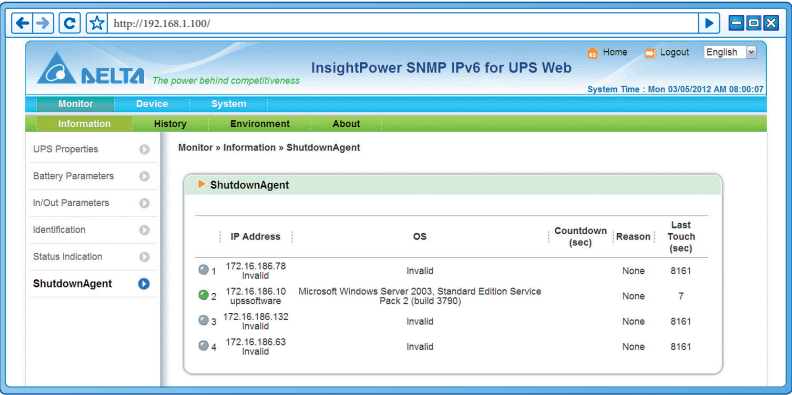 http://192.168.1.100/
Home Logout English
DELTA The power behind competitiveness
InsightPower SNMP IPv6 for UPS Web
System Time : Mon 03/05/2012 AM 08:00:07
Monitor Device System
Information History Environment About
UPS Properties
Battery Parameters
In/Out Parameters
Identification
Status Indication
ShutdownAgent
Monitor » Information » ShutdownAgent
ShutdownAgent
IP Address OS Countdown (sec) Reason Last Touch (sec)
1 172.16.186.78 Invalid Invalid None 8161
2 172.16.186.10 upssoftware Microsoft Windows Server 2003, Standard Edition Service Pack 2 (build 3790) None 7
3 172.16.186.132 Invalid Invalid None 8161
4 172.16.186.63 Invalid Invalid None 8161